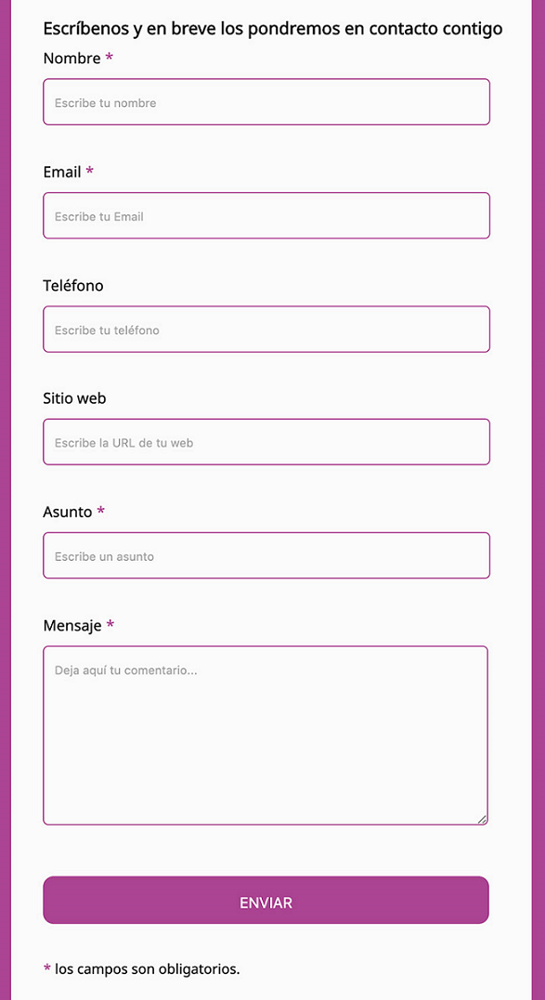 Escríbenos y en breve los pondremos en contacto contigo
Nombre *
Escribe tu nombre
Email *
Escribe tu Email
Teléfono
Escribe tu teléfono
Sitio web
Escribe la URL de tu web
Asunto *
Escribe un asunto
Mensaje *
Deja aquí tu comentario...
ENVIAR
* los campos son obligatorios.